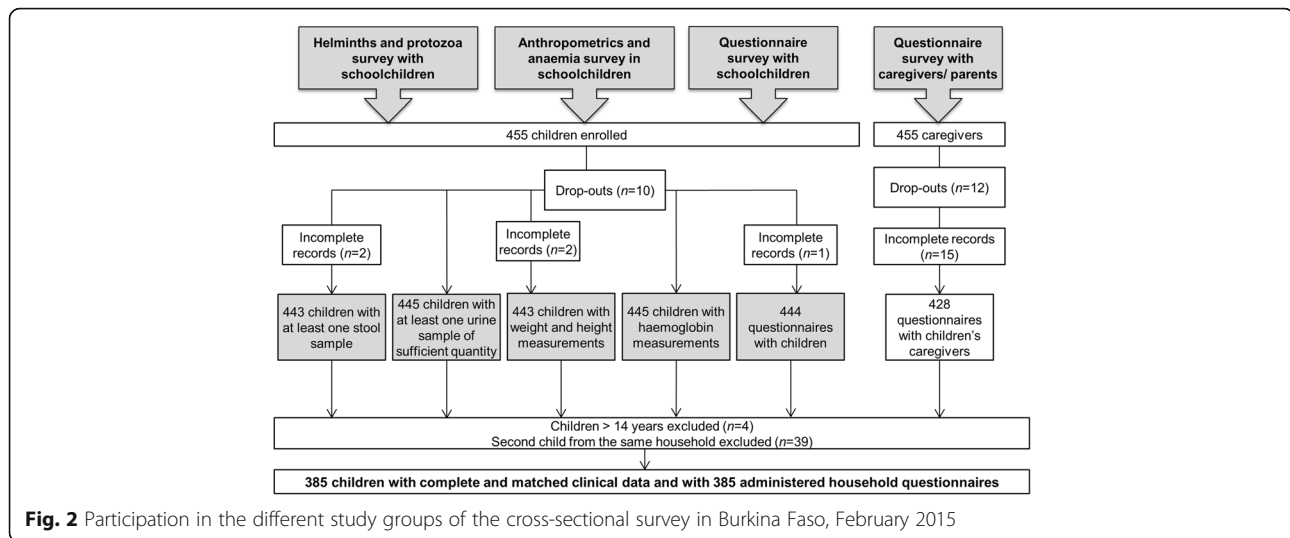 Helminths and protozoa
survey with
schoolchildren
Anthropometrics and
anaemia survey in
schoolchildren
Questionnaire
survey with
schoolchildren
Questionnaire
survey with
caregivers/ parents
455 children enrolled
455 caregivers
Drop-outs (n=10)
Drop-outs (n=12)
Incomplete
records (n=2)
Incomplete
records (n=2)
Incomplete
records (n=1)
Incomplete records
(n=15)
443 children with
at least one stool
sample
445 children with
at least one urine
sample of
sufficient quantity
443 children with
weight and height
measurements
445 children with
haemoglobin
measurements
444
questionnaires
with children
428
questionnaires
with children's
caregivers
Children > 14 years excluded (n=4)
Second child from the same household excluded (n=39)
385 children with complete and matched clinical data and with 385 administered household questionnaires
Fig. 2 Participation in the different study groups of the cross-sectional survey in Burkina Faso, February 2015